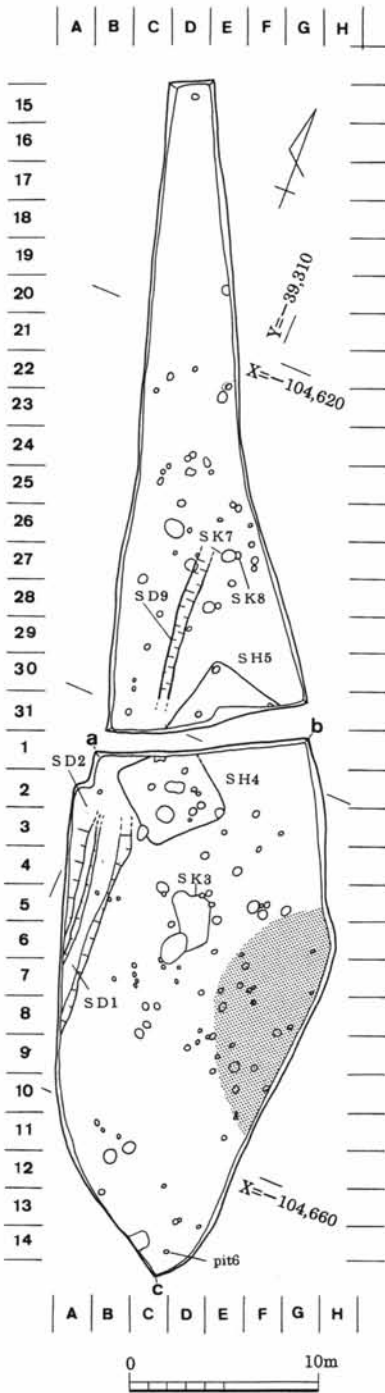 A B C D E F G H
15
16
17
18
19
20
Y=-39,310
21
22
X=-104,620
23
24
25
26
SK7
27
28
SD9
SK8
29
30
SH5
31
a
b
1
SD2
2
SH4
3
4
SK3
5
6
7
SD1
8
9
10
11
12
X=-104,660
13
14
pit6
c
A B C D E F G H
0 10m